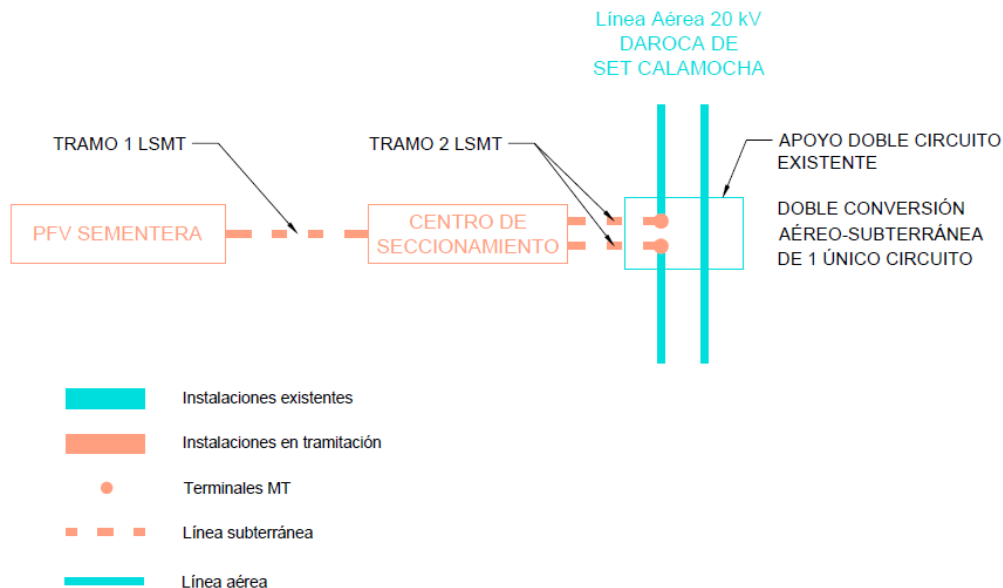 Línea Aérea 20 kV
DAROCA DE
SET CALAMOCHA
TRAMO 1 LSMT
TRAMO 2 LSMT
APOYO DOBLE CIRCUITO
EXISTENTE
PFV SEMENTERA
CENTRO DE
SECCIONAMIENTO
DOBLE CONVERSIÓN
AÉREO-SUBTERRÁNEA
DE 1 ÚNICO CIRCUITO
Instalaciones existentes
Instalaciones en tramitación
Terminales MT
Línea subterránea
Línea aérea